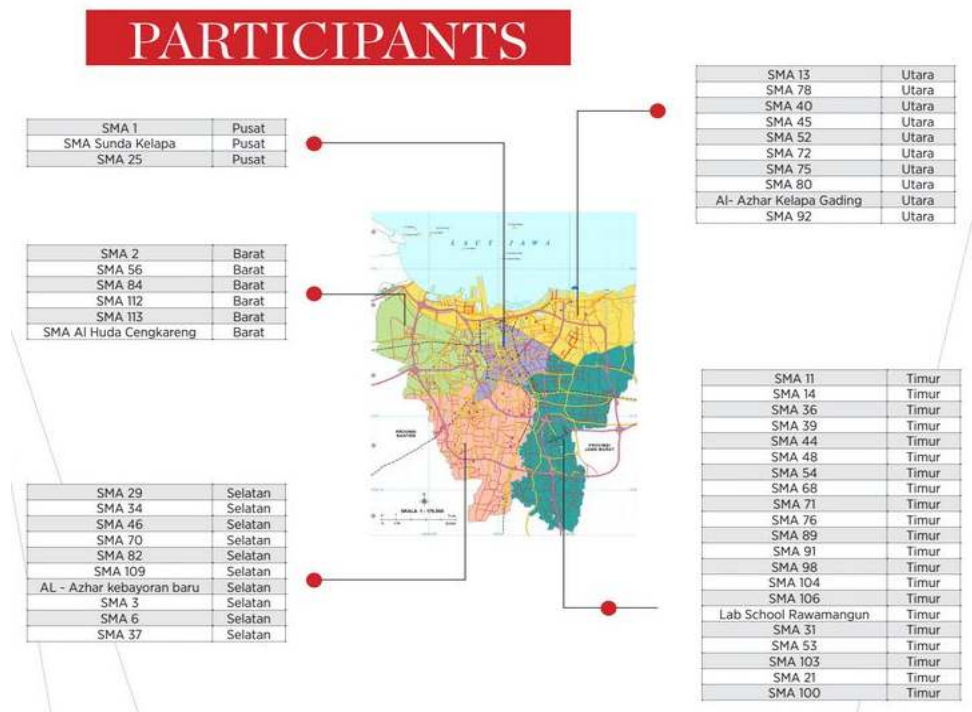 PARTICIPANTS
SMA 1 Pusat
SMA Sunda Kelapa Pusat
SMA 25 Pusat
SMA 2 Barat
SMA 56 Barat
SMA 84 Barat
SMA 112 Barat
SMA 113 Barat
SMA Al Huda Cengkareng Barat
SMA 29 Selatan
SMA 34 Selatan
SMA 46 Selatan
SMA 70 Selatan
SMA 82 Selatan
SMA 109 Selatan
AL - Azhar kebayoran baru Selatan
SMA 3 Selatan
SMA 6 Selatan
SMA 37 Selatan
LAUT JAWA
PROVINSI
BANTEN
PROVINSI
JAWA BARAT
SMA 13 Utara
SMA 78 Utara
SMA 40 Utara
SMA 45 Utara
SMA 52 Utara
SMA 72 Utara
SMA 75 Utara
SMA 80 Utara
Al- Azhar Kelapa Gading Utara
SMA 92 Utara
SMA 11 Timur
SMA 14 Timur
SMA 36 Timur
SMA 39 Timur
SMA 44 Timur
SMA 48 Timur
SMA 54 Timur
SMA 68 Timur
SMA 71 Timur
SMA 76 Timur
SMA 89 Timur
SMA 91 Timur
SMA 98 Timur
SMA 104 Timur
SMA 106 Timur
Lab School Rawamangun Timur
SMA 31 Timur
SMA 53 Timur
SMA 103 Timur
SMA 21 Timur
SMA 100 Timur